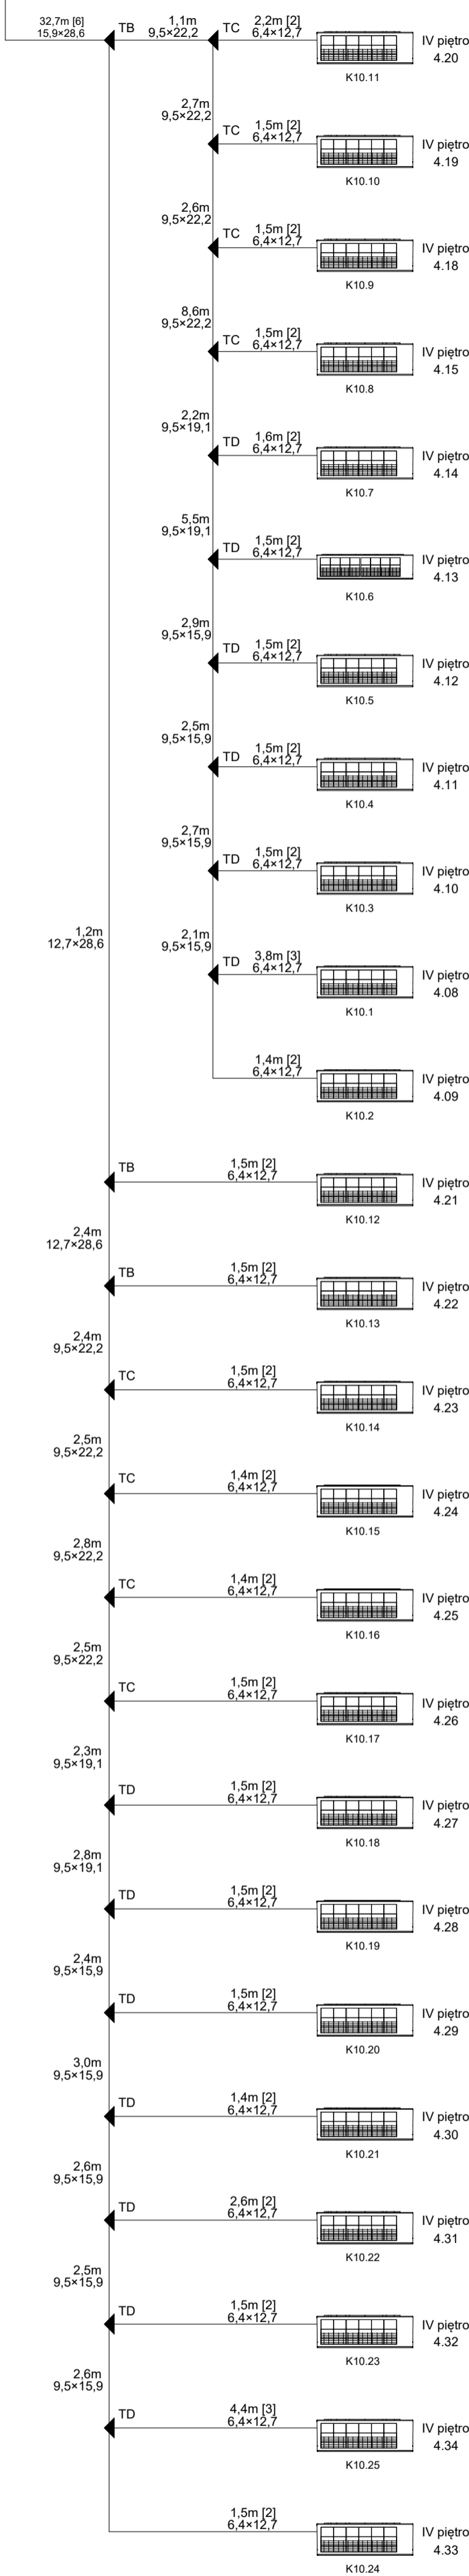 32,7m [6]
15,9×28,6
TB
1,1m
9,5×22,2
TC
2,2m [2]
6,4×12,7
K10.11
IV piętro
4.20
2,7m
9,5×22,2
TC
1,5m [2]
6,4×12,7
K10.10
IV piętro
4.19
2,6m
9,5×22,2
TC
1,5m [2]
6,4×12,7
K10.9
IV piętro
4.18
8,6m
9,5×22,2
TC
1,5m [2]
6,4×12,7
K10.8
IV piętro
4.15
2,2m
9,5×19,1
TD
1,6m [2]
6,4×12,7
K10.7
IV piętro
4.14
5,5m
9,5×19,1
TD
1,5m [2]
6,4×12,7
K10.6
IV piętro
4.13
2,9m
9,5×15,9
TD
1,5m [2]
6,4×12,7
K10.5
IV piętro
4.12
2,5m
9,5×15,9
TD
1,5m [2]
6,4×12,7
K10.4
IV piętro
4.11
2,7m
9,5×15,9
TD
1,5m [2]
6,4×12,7
K10.3
IV piętro
4.10
1,2m
12,7×28,6
2,1m
9,5×15,9
TD
3,8m [3]
6,4×12,7
K10.1
IV piętro
4.08
1,4m [2]
6,4×12,7
K10.2
IV piętro
4.09
TB
1,5m [2]
6,4×12,7
K10.12
IV piętro
4.21
2,4m
12,7×28,6
TB
1,5m [2]
6,4×12,7
K10.13
IV piętro
4.22
2,4m
9,5×22,2
TC
1,5m [2]
6,4×12,7
K10.14
IV piętro
4.23
2,5m
9,5×22,2
TC
1,4m [2]
6,4×12,7
K10.15
IV piętro
4.24
2,8m
9,5×22,2
TC
1,4m [2]
6,4×12,7
K10.16
IV piętro
4.25
2,5m
9,5×22,2
TC
1,5m [2]
6,4×12,7
K10.17
IV piętro
4.26
2,3m
9,5×19,1
TD
1,5m [2]
6,4×12,7
K10.18
IV piętro
4.27
2,8m
9,5×19,1
TD
1,5m [2]
6,4×12,7
K10.19
IV piętro
4.28
2,4m
9,5×15,9
TD
1,5m [2]
6,4×12,7
K10.20
IV piętro
4.29
3,0m
9,5×15,9
TD
1,4m [2]
6,4×12,7
K10.21
IV piętro
4.30
2,6m
9,5×15,9
TD
2,6m [2]
6,4×12,7
K10.22
IV piętro
4.31
2,5m
9,5×15,9
TD
1,5m [2]
6,4×12,7
K10.23
IV piętro
4.32
2,6m
9,5×15,9
TD
4,4m [3]
6,4×12,7
K10.25
IV piętro
4.34
1,5m [2]
6,4×12,7
K10.24
IV piętro
4.33